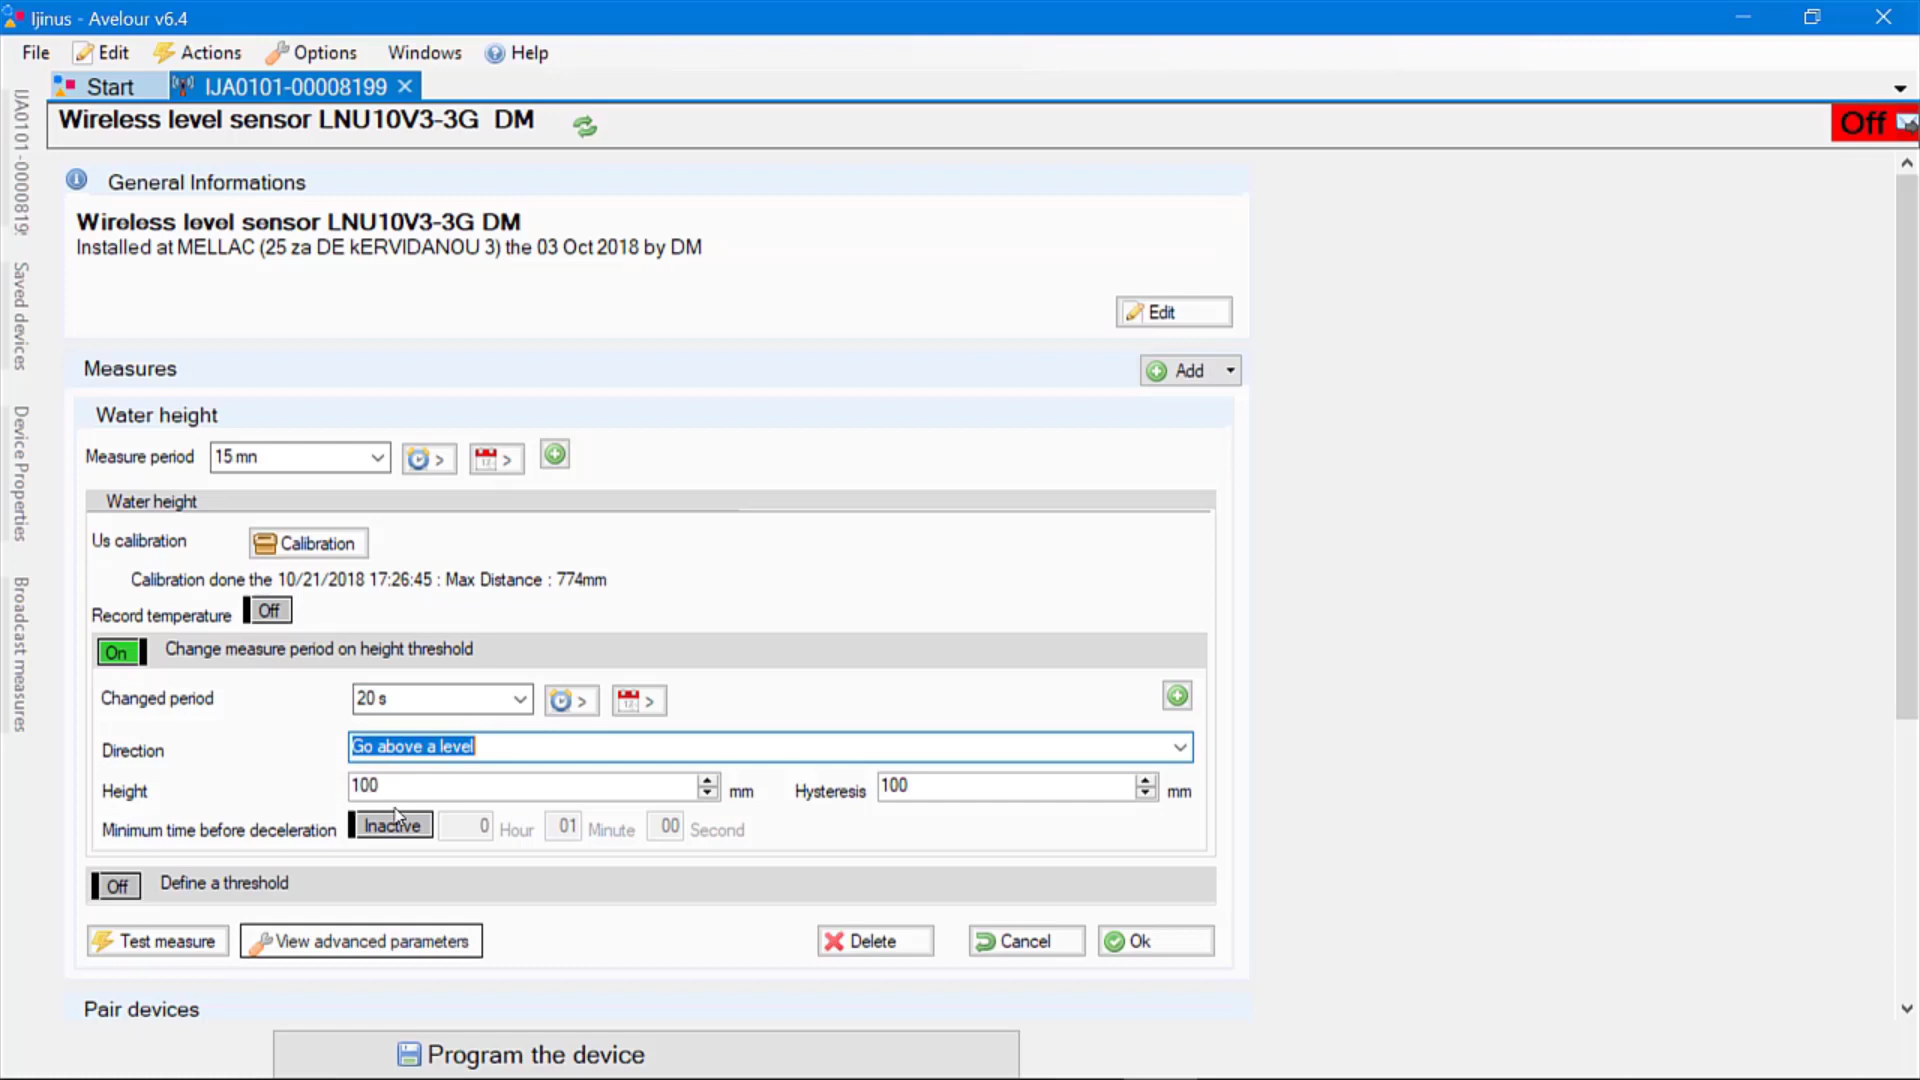 Ijinus - Avelour v6.4
File Edit Actions Options Windows Help
Start IJA0101-00008199
Wireless level sensor LNU10V3-3G DM
Off
IJA0101-0000819
Saved devices
Device Properties
Broadcast measures
General Informations
Wireless level sensor LNU10V3-3G DM
Installed at MELLAC (25 za DE kERVIDANOU 3) the 03 Oct 2018 by DM
Edit
Measures
Add
Water height
Measure period 15 mn > 12 >
Water height
Us calibration Calibration
Calibration done the 10/21/2018 17:26:45 : Max Distance : 774mm
Record temperature Off
On Change measure period on height threshold
Changed period 20 s > 12 >
Direction Go above a level
Height 100 mm Hysteresis 100 mm
Minimum time before deceleration Inactive 0 Hour 01 Minute 00 Second
Off Define a threshold
Test measure View advanced parameters Delete Cancel Ok
Pair devices
Program the device